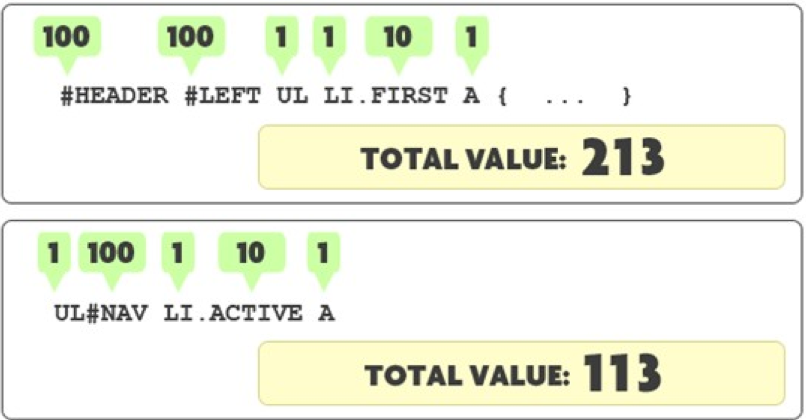 100 100 1 1 10 1
#HEADER #LEFT UL LI.FIRST A { ... }
TOTAL VALUE: 213
1 100 1 10 1
UL#NAV LI.ACTIVE A
TOTAL VALUE: 113